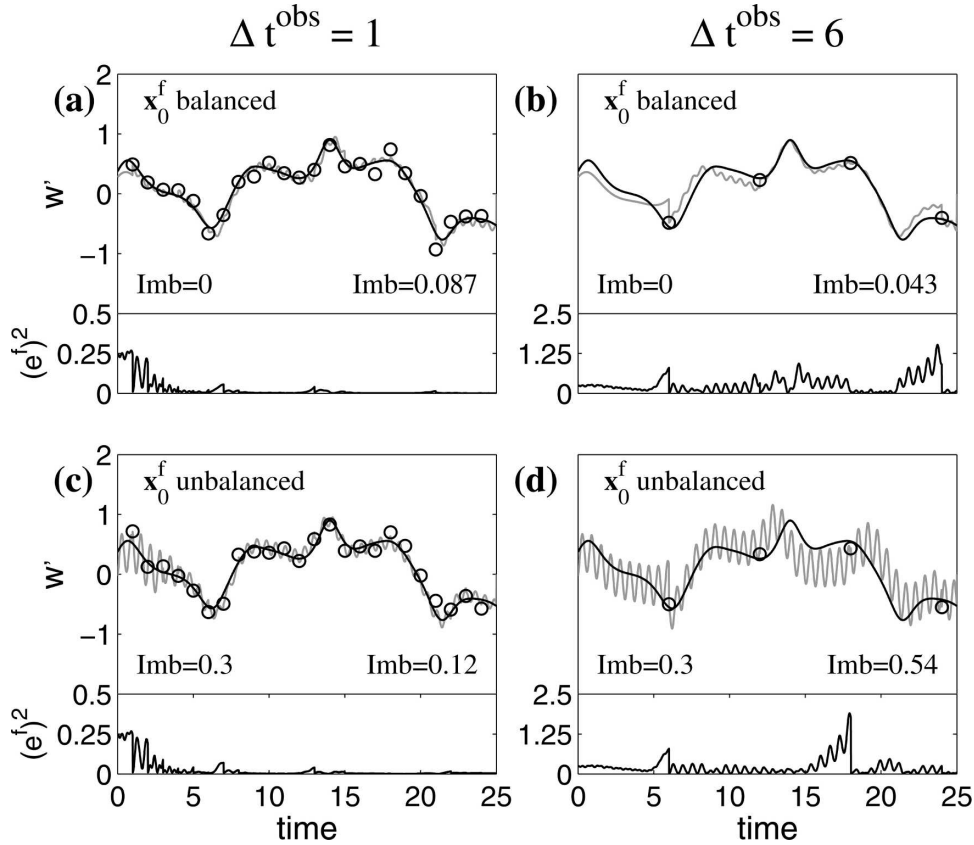 Δ t^obs = 1
Δ t^obs = 6
(a) x_0^f balanced
2
1
0
−1
w'
Imb=0 Imb=0.087
0.5
0.25
0
(e^f)^2
(b) x_0^f balanced
Imb=0 Imb=0.043
2.5
1.25
0
(c) x_0^f unbalanced
2
1
0
−1
w'
Imb=0.3 Imb=0.12
0.5
0.25
0
(e^f)^2
0 5 10 15 20 25
time
(d) x_0^f unbalanced
Imb=0.3 Imb=0.54
2.5
1.25
0
0 5 10 15 20 25
time